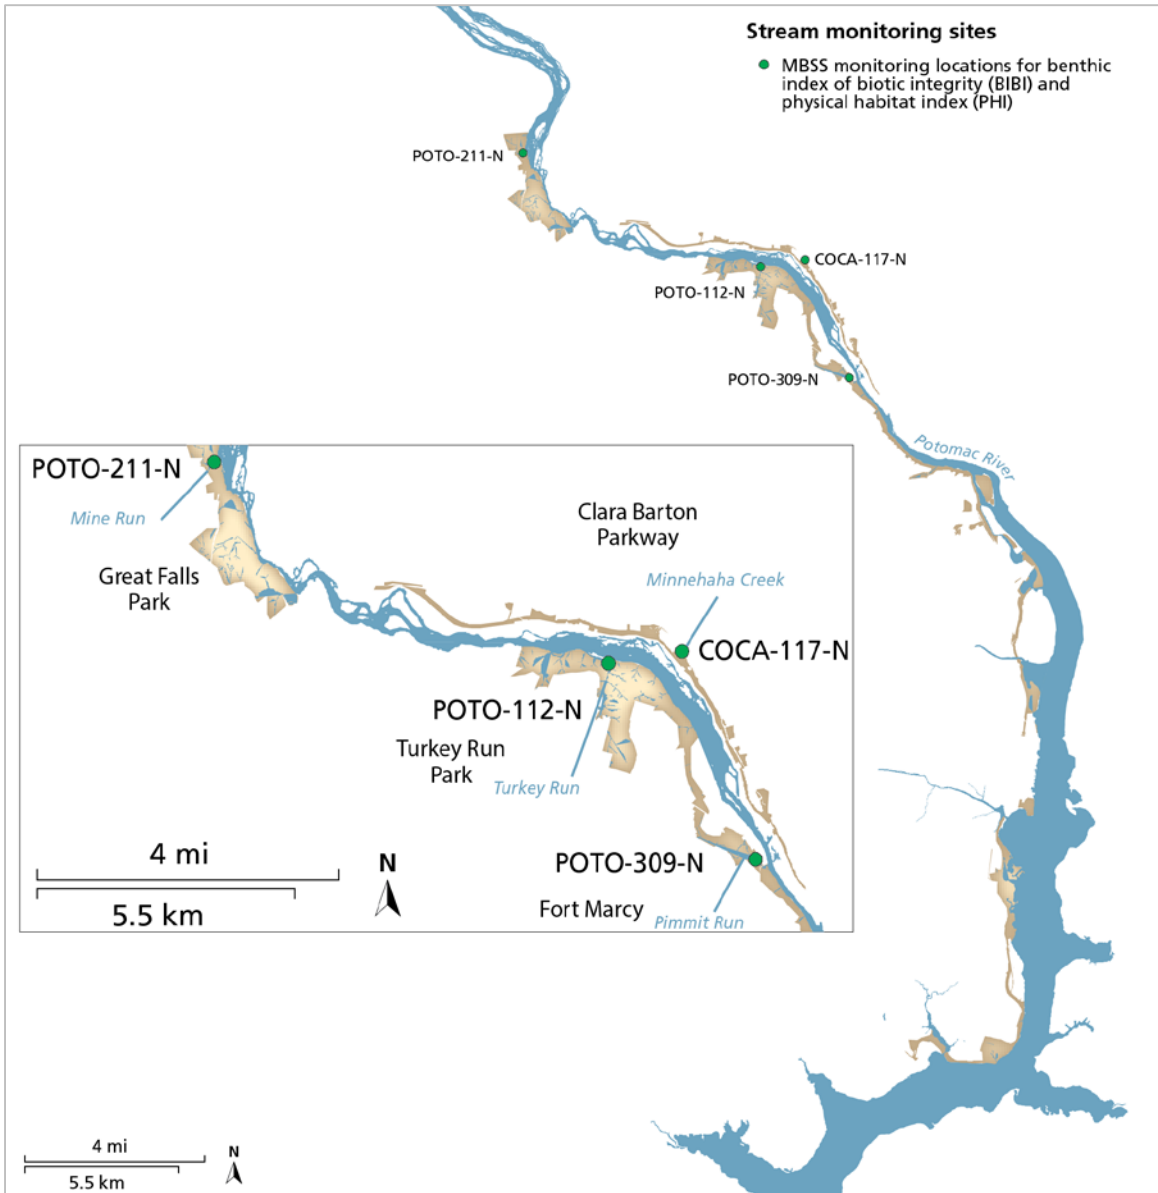 Stream monitoring sites
MBSS monitoring locations for benthic
index of biotic integrity (BIBI) and
physical habitat index (PHI)
POTO-211-N
COCA-117-N
POTO-112-N
POTO-309-N
Potomac River
POTO-211-N
Mine Run
Great Falls
Park
Clara Barton
Parkway
Minnehaha Creek
COCA-117-N
POTO-112-N
Turkey Run
Park
Turkey Run
4 mi
5.5 km
N
POTO-309-N
Fort Marcy
Pimmit Run
4 mi
5.5 km
N